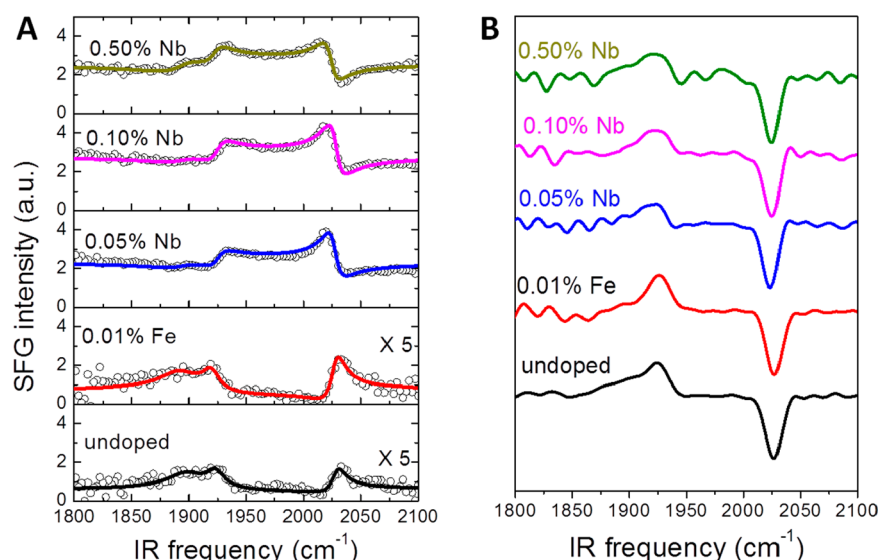 A
SFG intensity (a.u.)
4
2
0
0.50% Nb
4
2
0
0.10% Nb
4
2
0
0.05% Nb
4
2
0
0.01% Fe
X 5
4
2
0
undoped
X 5
1800 1850 1900 1950 2000 2050 2100
IR frequency (cm⁻¹)
B
0.50% Nb
0.10% Nb
0.05% Nb
0.01% Fe
undoped
1800 1850 1900 1950 2000 2050 2100
IR frequency (cm⁻¹)